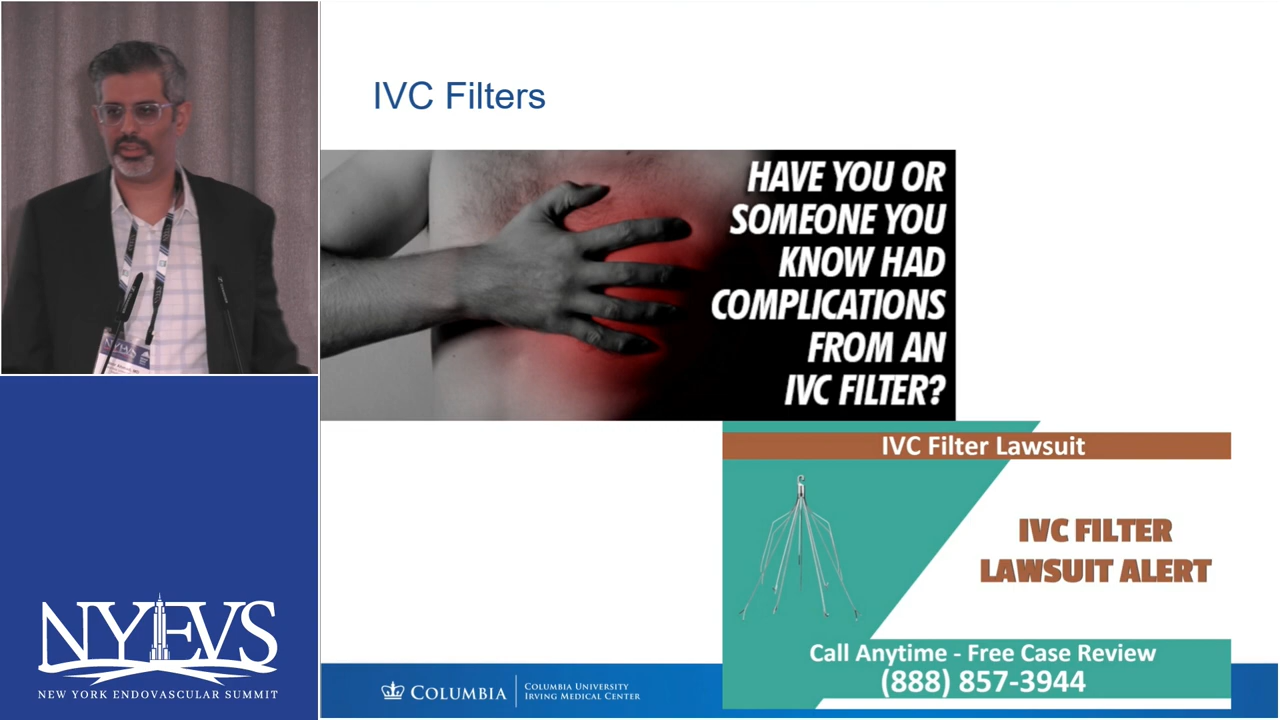 IVC Filters
HAVE YOU OR
SOMEONE YOU
KNOW HAD
COMPLICATIONS
FROM AN
IVC FILTER?
IVC Filter Lawsuit
IVC FILTER
LAWSUIT ALERT
Call Anytime - Free Case Review
(888) 857-3944
COLUMBIA
COLUMBIA UNIVERSITY
IRVING MEDICAL CENTER
NYEVS
NEW YORK ENDOVASCULAR SUMMIT
NYEVS